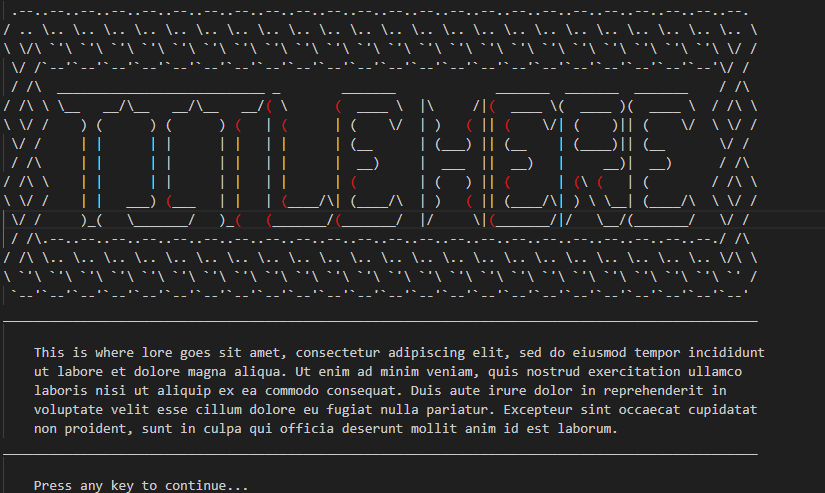 TITLE HERE
This is where lore goes sit amet, consectetur adipiscing elit, sed do eiusmod tempor incididunt
ut labore et dolore magna aliqua. Ut enim ad minim veniam, quis nostrud exercitation ullamco
laboris nisi ut aliquip ex ea commodo consequat. Duis aute irure dolor in reprehenderit in
voluptate velit esse cillum dolore eu fugiat nulla pariatur. Excepteur sint occaecat cupidatat
non proident, sunt in culpa qui officia deserunt mollit anim id est laborum.
Press any key to continue...